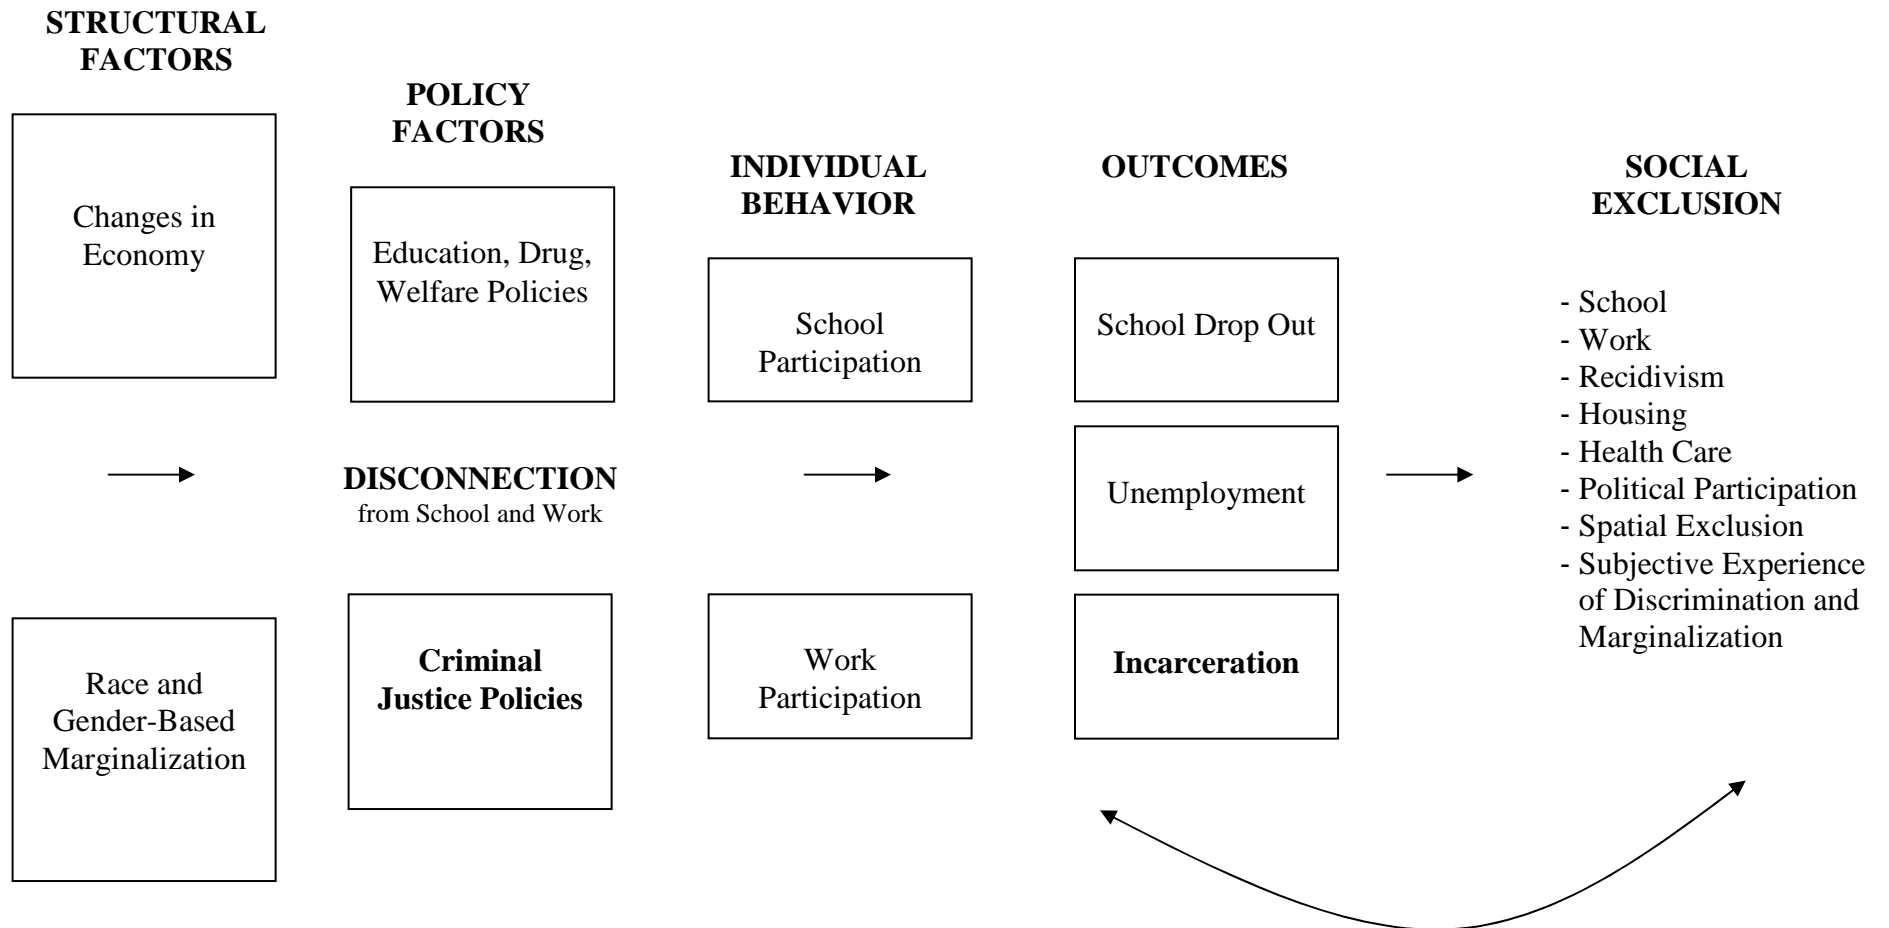 STRUCTURAL
FACTORS
Changes in
Economy
Race and
Gender-Based
Marginalization
POLICY
FACTORS
Education, Drug,
Welfare Policies
DISCONNECTION
from School and Work
Criminal
Justice Policies
INDIVIDUAL
BEHAVIOR
School
Participation
Work
Participation
OUTCOMES
School Drop Out
Unemployment
Incarceration
SOCIAL
EXCLUSION
- School
- Work
- Recidivism
- Housing
- Health Care
- Political Participation
- Spatial Exclusion
- Subjective Experience
of Discrimination and
Marginalization